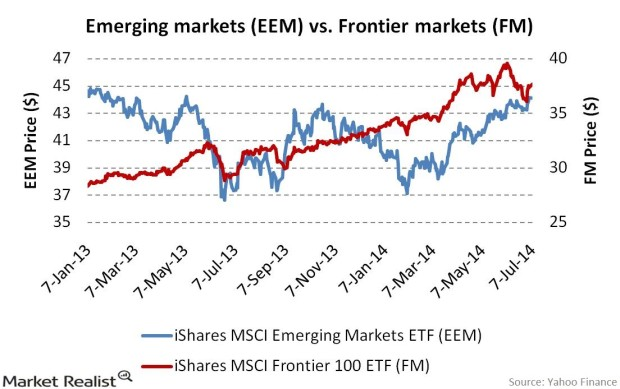 Emerging markets (EEM) vs. Frontier markets (FM)
47
45
43
41
39
37
35
EEM Price ($)
40
35
30
25
FM Price ($)
7-Jan-13
7-Mar-13
7-May-13
7-Jul-13
7-Sep-13
7-Nov-13
7-Jan-14
7-Mar-14
7-May-14
7-Jul-14
iShares MSCI Emerging Markets ETF (EEM)
iShares MSCI Frontier 100 ETF (FM)
Market Realist
Source: Yahoo Finance